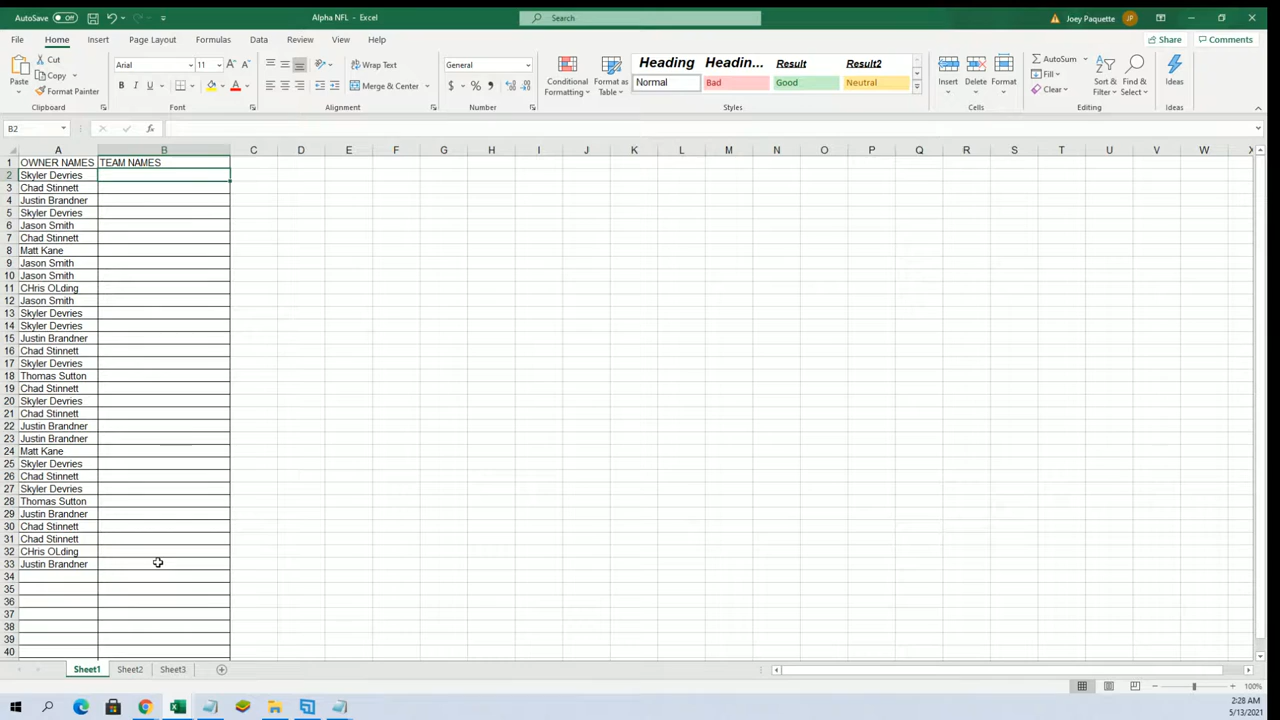 AutoSave Off Alpha NFL - Excel Search Joey Paquette JP
File Home Insert Page Layout Formulas Data Review View Help Share Comments
Paste Cut Copy Format Painter Clipboard
Arial 11 A A B I U A Font
Wrap Text Merge & Center Alignment
General $ % , Number
Conditional Formatting Format as Table
Heading Headin... Result Result2
Normal Bad Good Neutral Styles
Insert Delete Format Cells
AutoSum Fill Clear Sort & Filter Find & Select Editing
Ideas Ideas
B2 fx
A B C D E F G H I J K L M N O P Q R S T U V W X
1 OWNER NAMES TEAM NAMES
2 Skyler Devries
3 Chad Stinnett
4 Justin Brandner
5 Skyler Devries
6 Jason Smith
7 Chad Stinnett
8 Matt Kane
9 Jason Smith
10 Jason Smith
11 CHris OLding
12 Jason Smith
13 Skyler Devries
14 Skyler Devries
15 Justin Brandner
16 Chad Stinnett
17 Skyler Devries
18 Thomas Sutton
19 Chad Stinnett
20 Skyler Devries
21 Chad Stinnett
22 Justin Brandner
23 Justin Brandner
24 Matt Kane
25 Skyler Devries
26 Chad Stinnett
27 Skyler Devries
28 Thomas Sutton
29 Justin Brandner
30 Chad Stinnett
31 Chad Stinnett
32 CHris OLding
33 Justin Brandner
34
35
36
37
38
39
40
Sheet1 Sheet2 Sheet3
100%
2:28 AM
5/13/2021